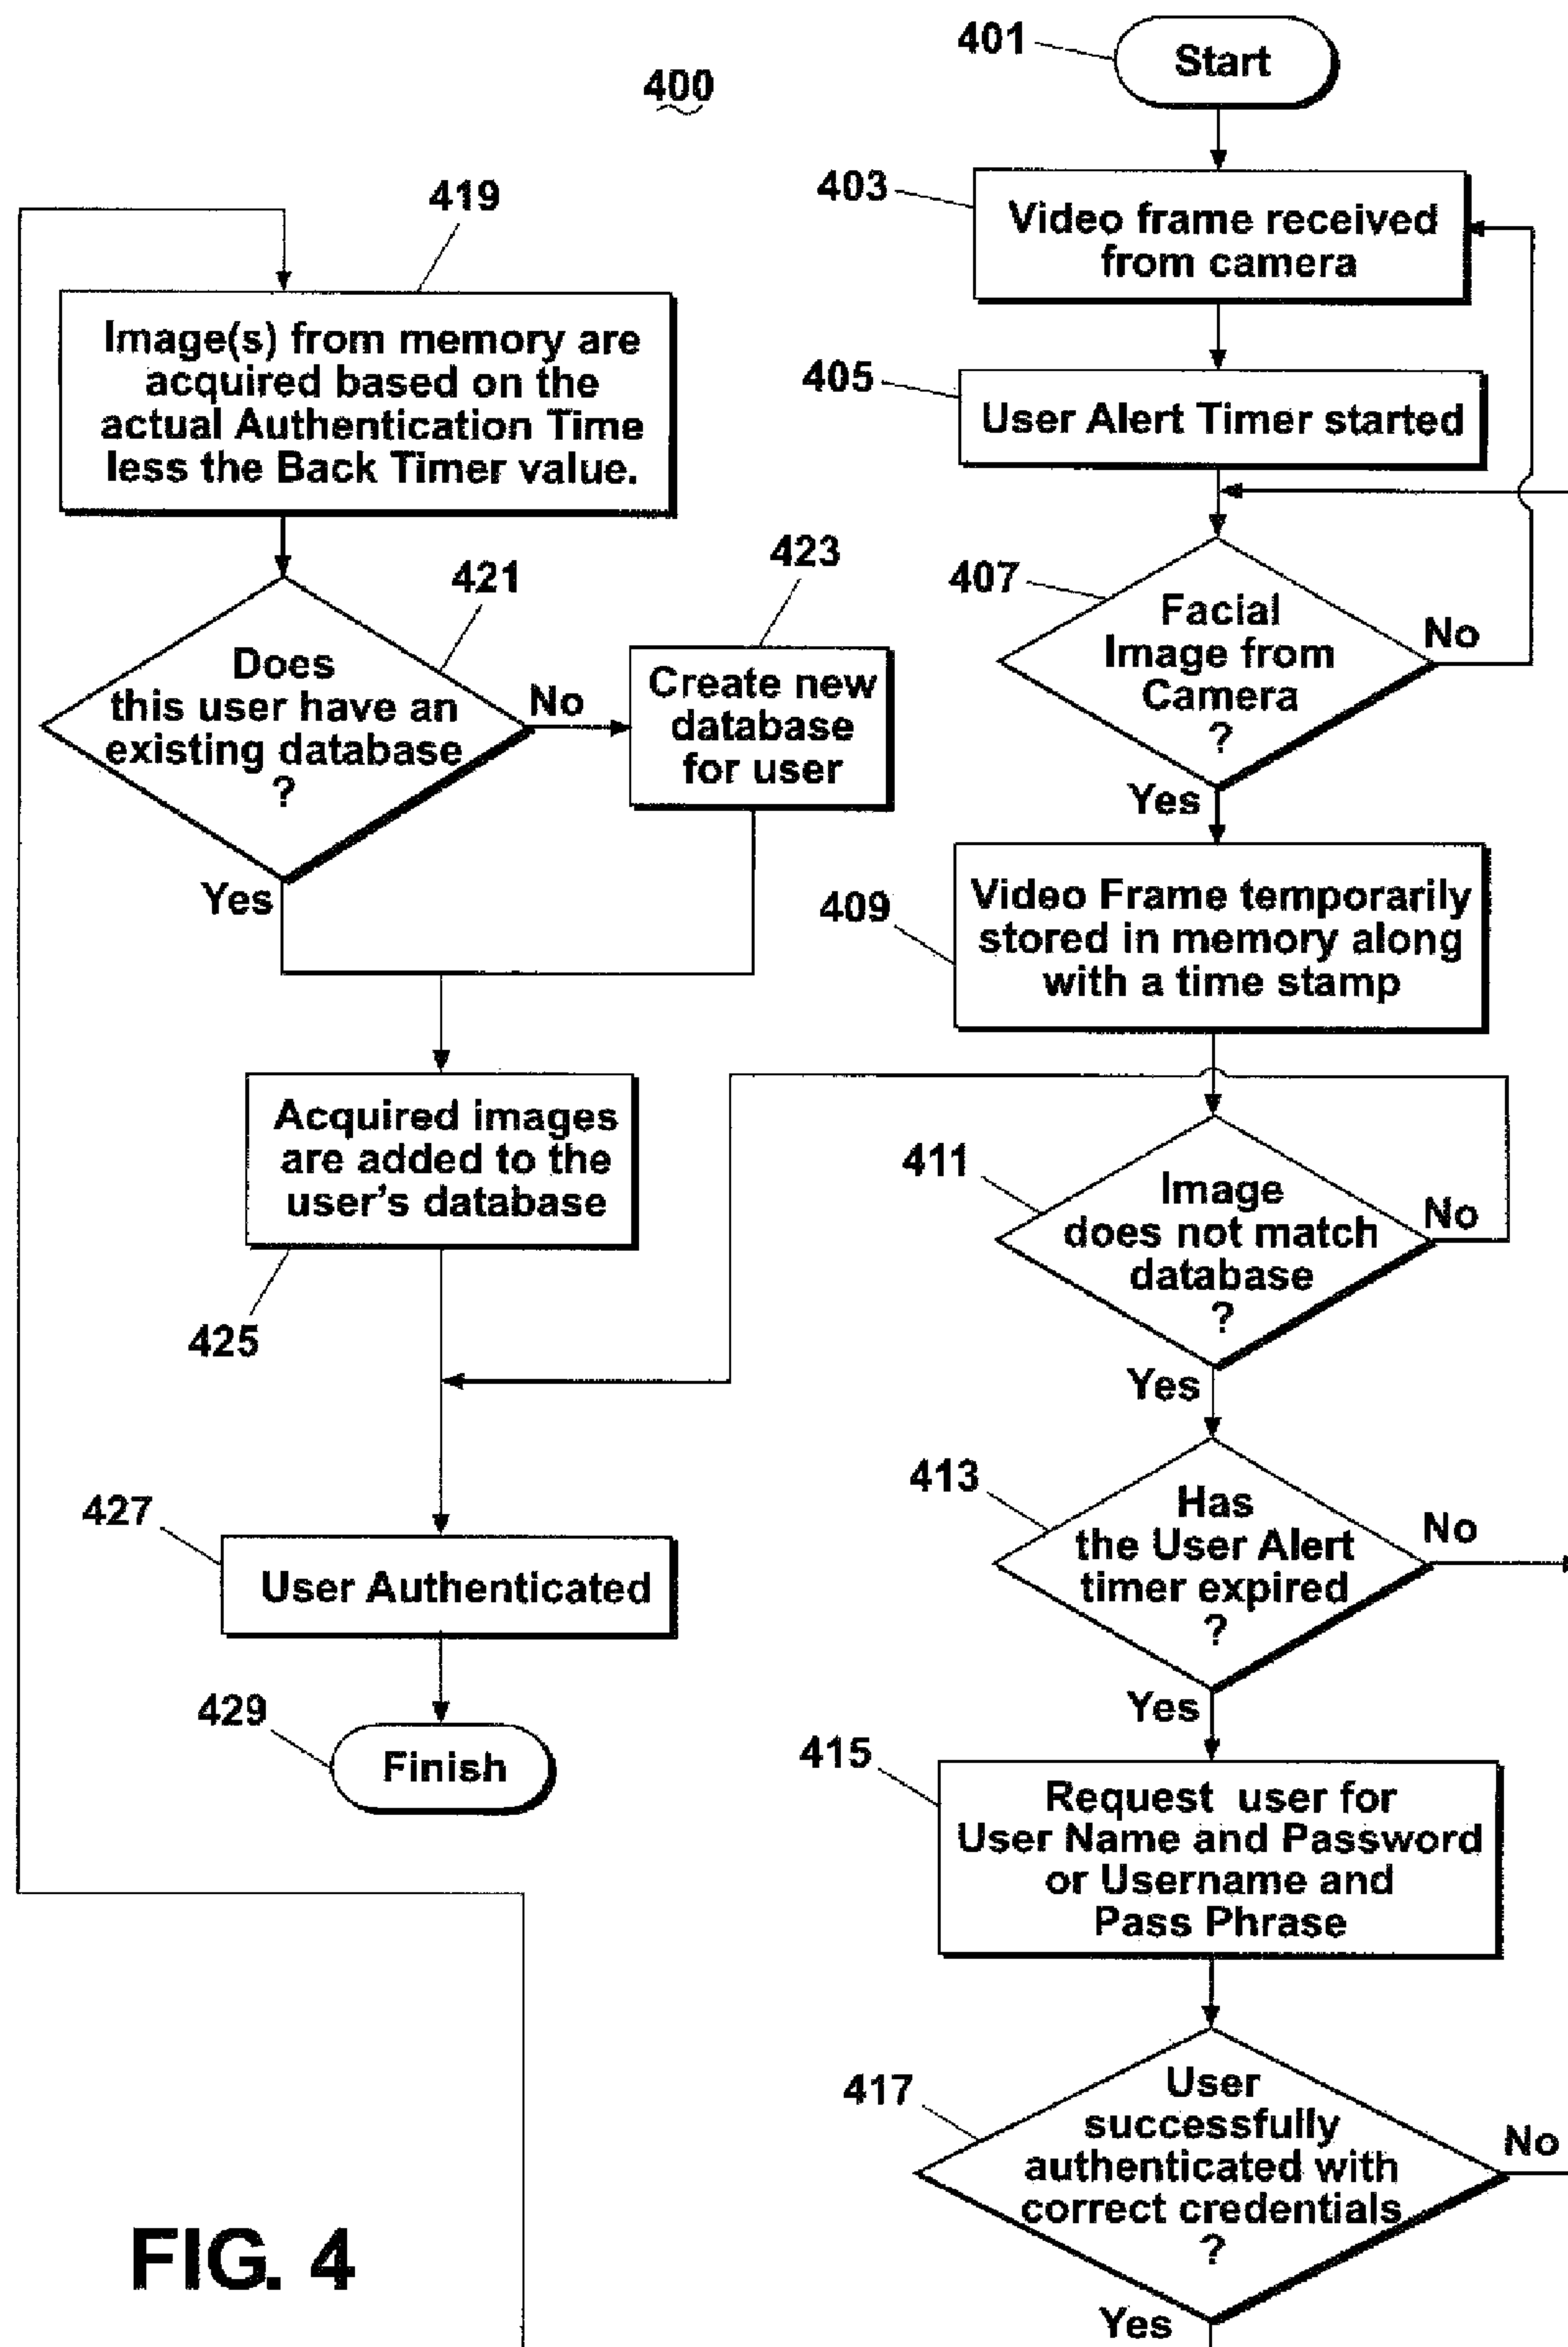 400
401
Start
403
Video frame received
from camera
405
User Alert Timer started
407
Facial
Image from
Camera
?
No
Yes
409
Video Frame temporarily
stored in memory along
with a time stamp
411
Image
does not match
database
?
No
Yes
413
Has
the User Alert
timer expired
?
No
Yes
415
Request user for
User Name and Password
or Username and
Pass Phrase
417
User
successfully
authenticated with
correct credentials
?
No
Yes
419
Image(s) from memory are
acquired based on the
actual Authentication Time
less the Back Timer value.
421
Does
this user have an
existing database
?
No
Yes
423
Create new
database
for user
Acquired images
are added to the
user's database
425
427
User Authenticated
429
Finish
FIG. 4